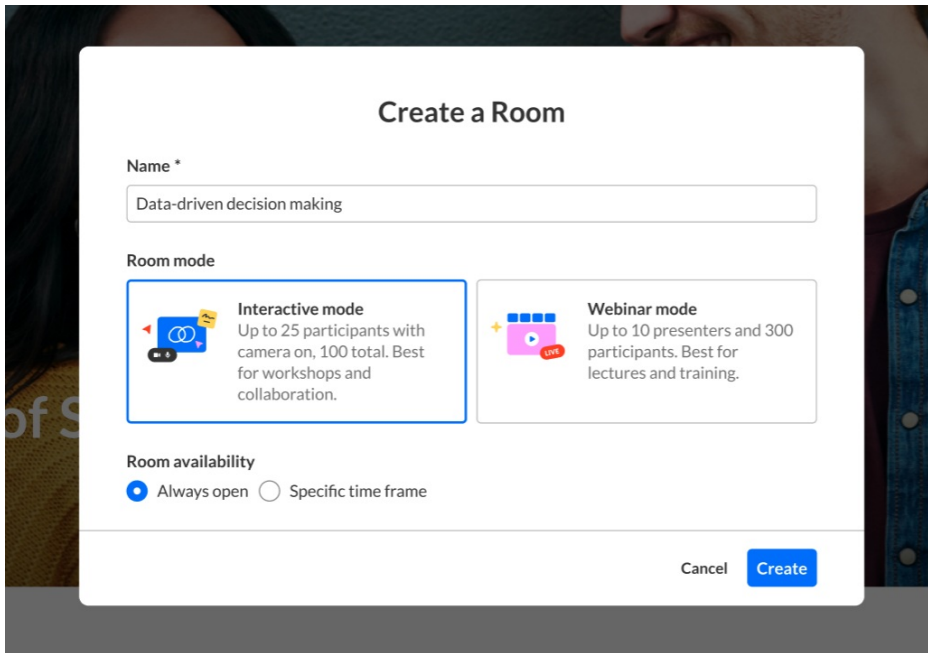 Create a Room
Name *
Data-driven decision making
Room mode
Interactive mode
Up to 25 participants with
camera on, 100 total. Best
for workshops and
collaboration.
LIVE
Webinar mode
Up to 10 presenters and 300
participants. Best for
lectures and training.
of S
Room availability
Always open
Specific time frame
Cancel
Create